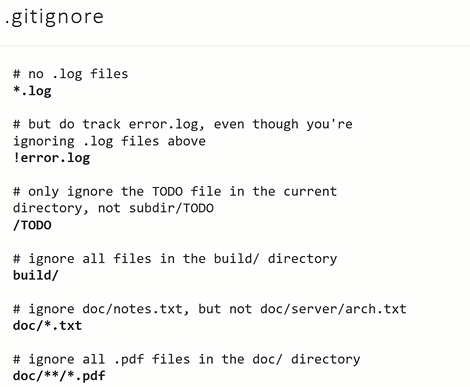 .gitignore
# no .log files
*.log
# but do track error.log, even though you're
ignoring .log files above
!error.log
# only ignore the TODO file in the current
directory, not subdir/TODO
/TODO
# ignore all files in the build/ directory
build/
# ignore doc/notes.txt, but not doc/server/arch.txt
doc/*.txt
# ignore all .pdf files in the doc/ directory
doc/**/*.pdf